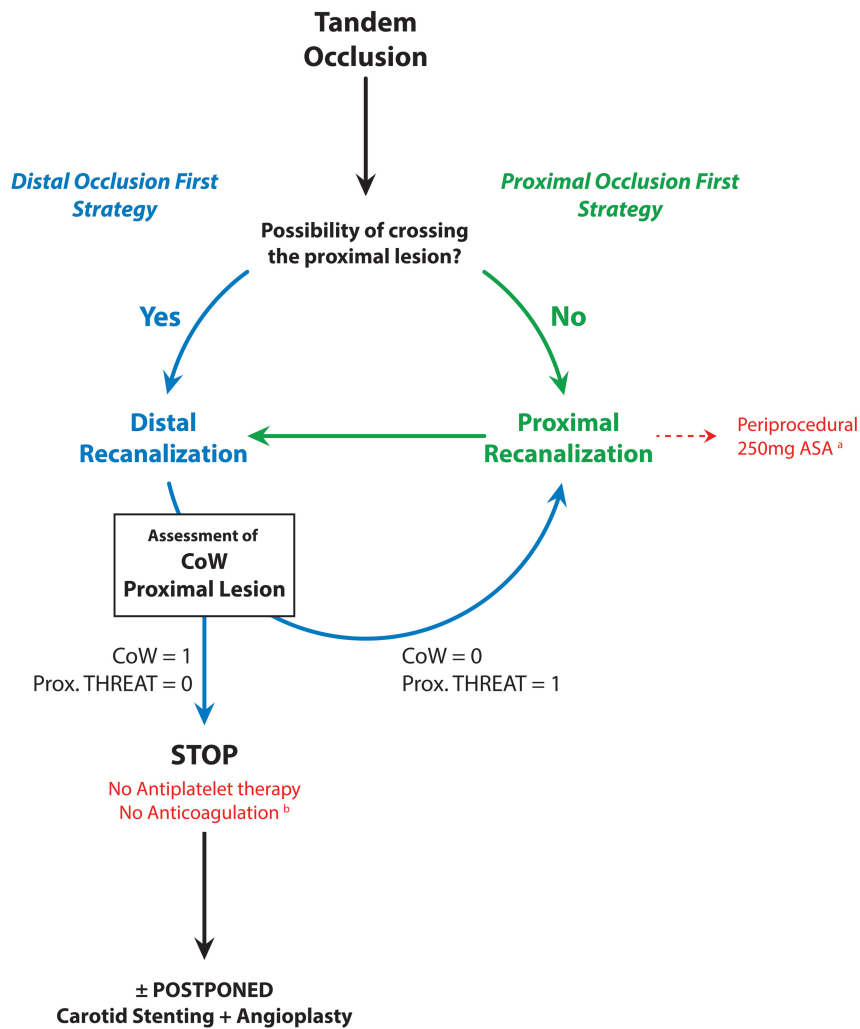 Tandem
Occlusion
Distal Occlusion First
Strategy
Proximal Occlusion First
Strategy
Possibility of crossing
the proximal lesion?
Yes
No
Distal
Recanalization
Proximal
Recanalization
Periprocedural
250mg ASA ᵃ
Assessment of
CoW
Proximal Lesion
CoW = 1
Prox. THREAT = 0
CoW = 0
Prox. THREAT = 1
STOP
No Antiplatelet therapy
No Anticoagulation ᵇ
± POSTPONED
Carotid Stenting + Angioplasty